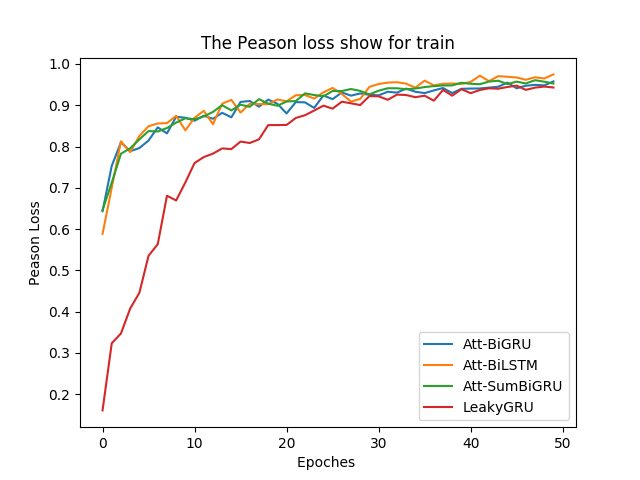 The Peason loss show for train
Peason Loss
1.0
0.9
0.8
0.7
0.6
0.5
0.4
0.3
0.2
0
10
20
30
40
50
Epoches
Att-BiGRU
Att-BiLSTM
Att-SumBiGRU
LeakyGRU